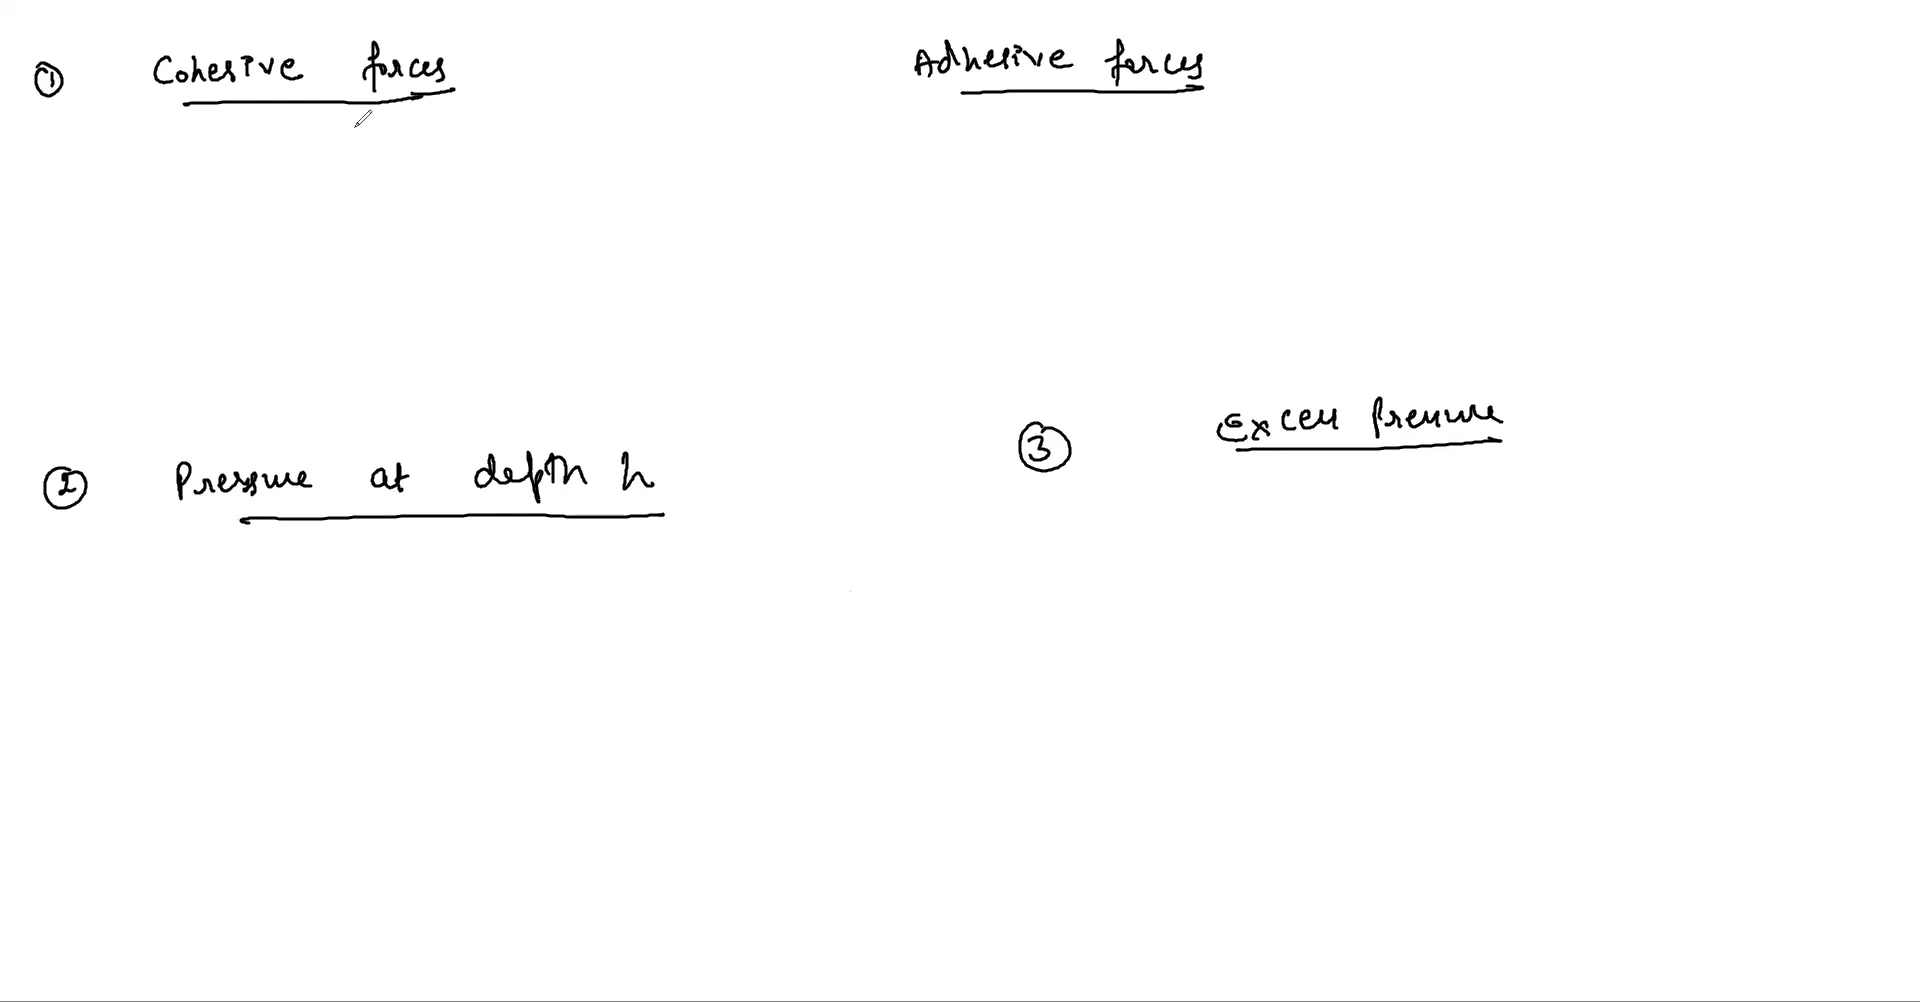 ① Cohesive forces
Adhesive forces
② Pressure at depth h
③ Excess Pressure